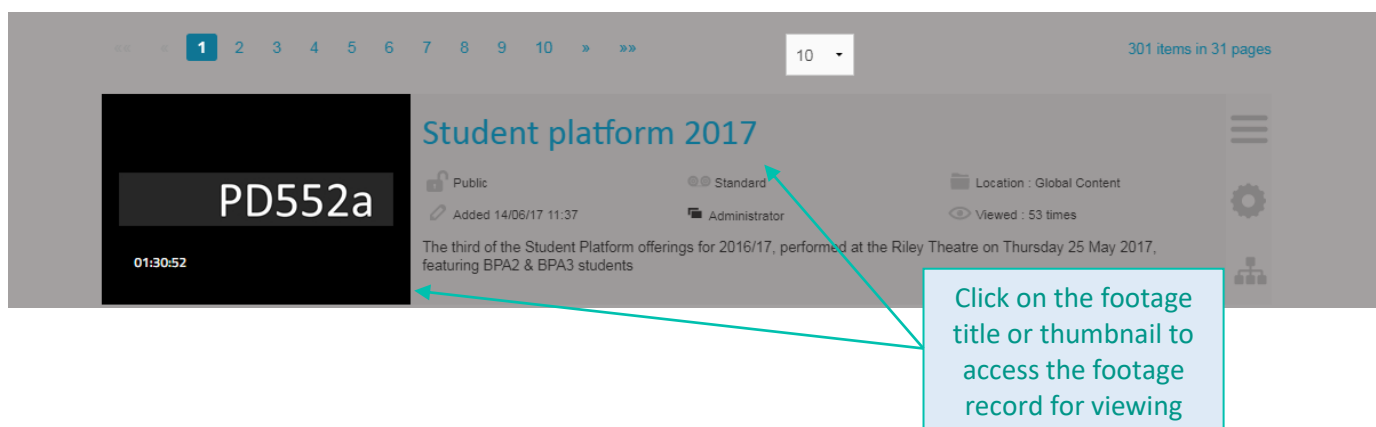 «« « 1 2 3 4 5 6 7 8 9 10 » »» 10 301 items in 31 pages
Student platform 2017
PD552a
01:30:52
Public Standard Location : Global Content
Added 14/06/17 11:37 Administrator Viewed : 53 times
The third of the Student Platform offerings for 2016/17, performed at the Riley Theatre on Thursday 25 May 2017,
featuring BPA2 & BPA3 students
Click on the footage
title or thumbnail to
access the footage
record for viewing